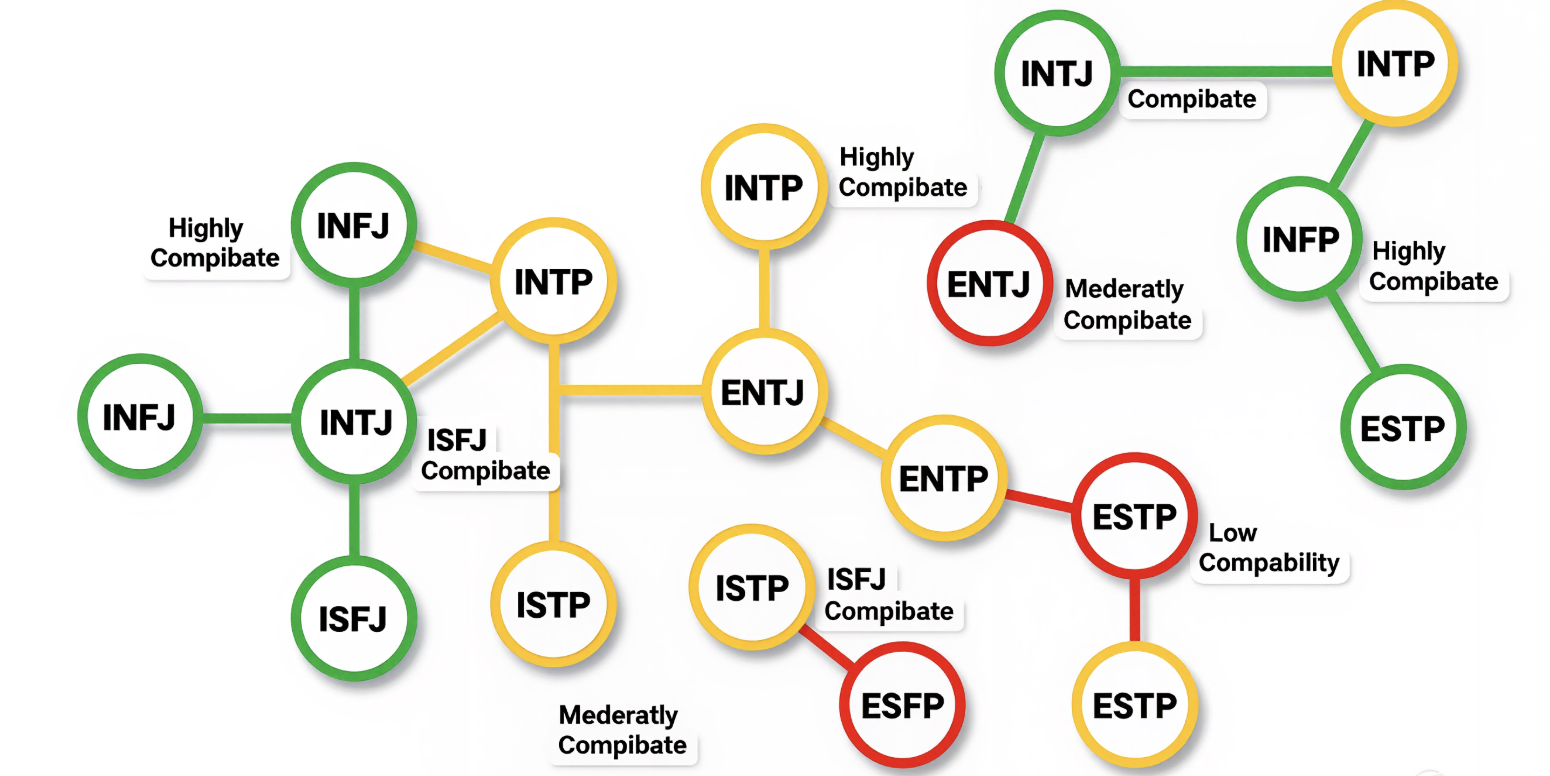 INTJ
INTP
Compibate
INTP
Highly
Compibate
INFJ
Highly
Compibate
INTP
INFP
Highly
Compibate
ENTJ
Mederatly
Compibate
ENTJ
INFJ
INTJ
ISFJ
Compibate
ESTP
ENTP
ESTP
Low
Compability
ISFJ
ISTP
ISTP
ISFJ
Compibate
ESFP
ESTP
Mederatly
Compibate